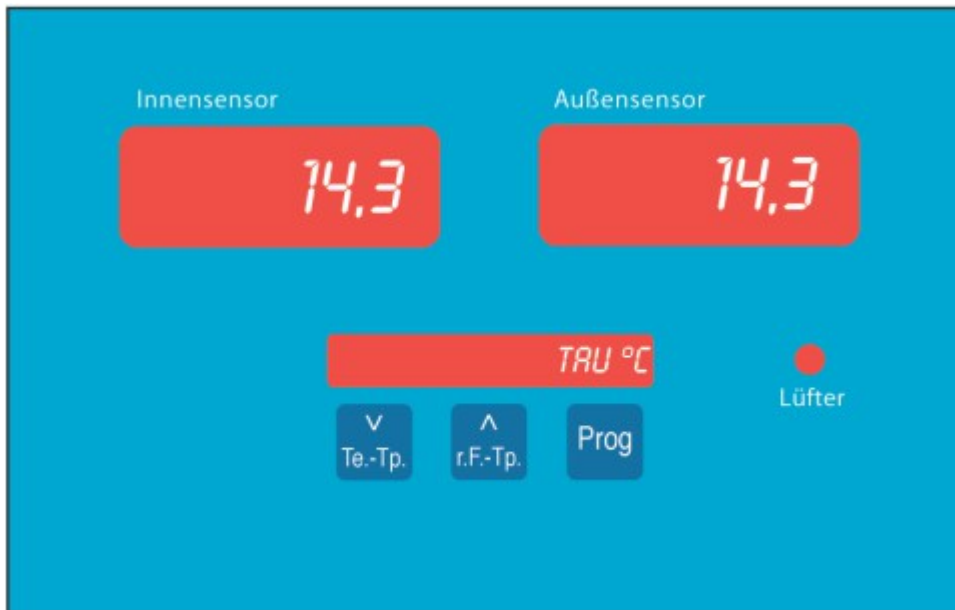 Innensensor
Außensensor
14,3
14,3
TAU °C
Lüfter
∨
Te.-Tp.
∧
r.F.-Tp.
Prog